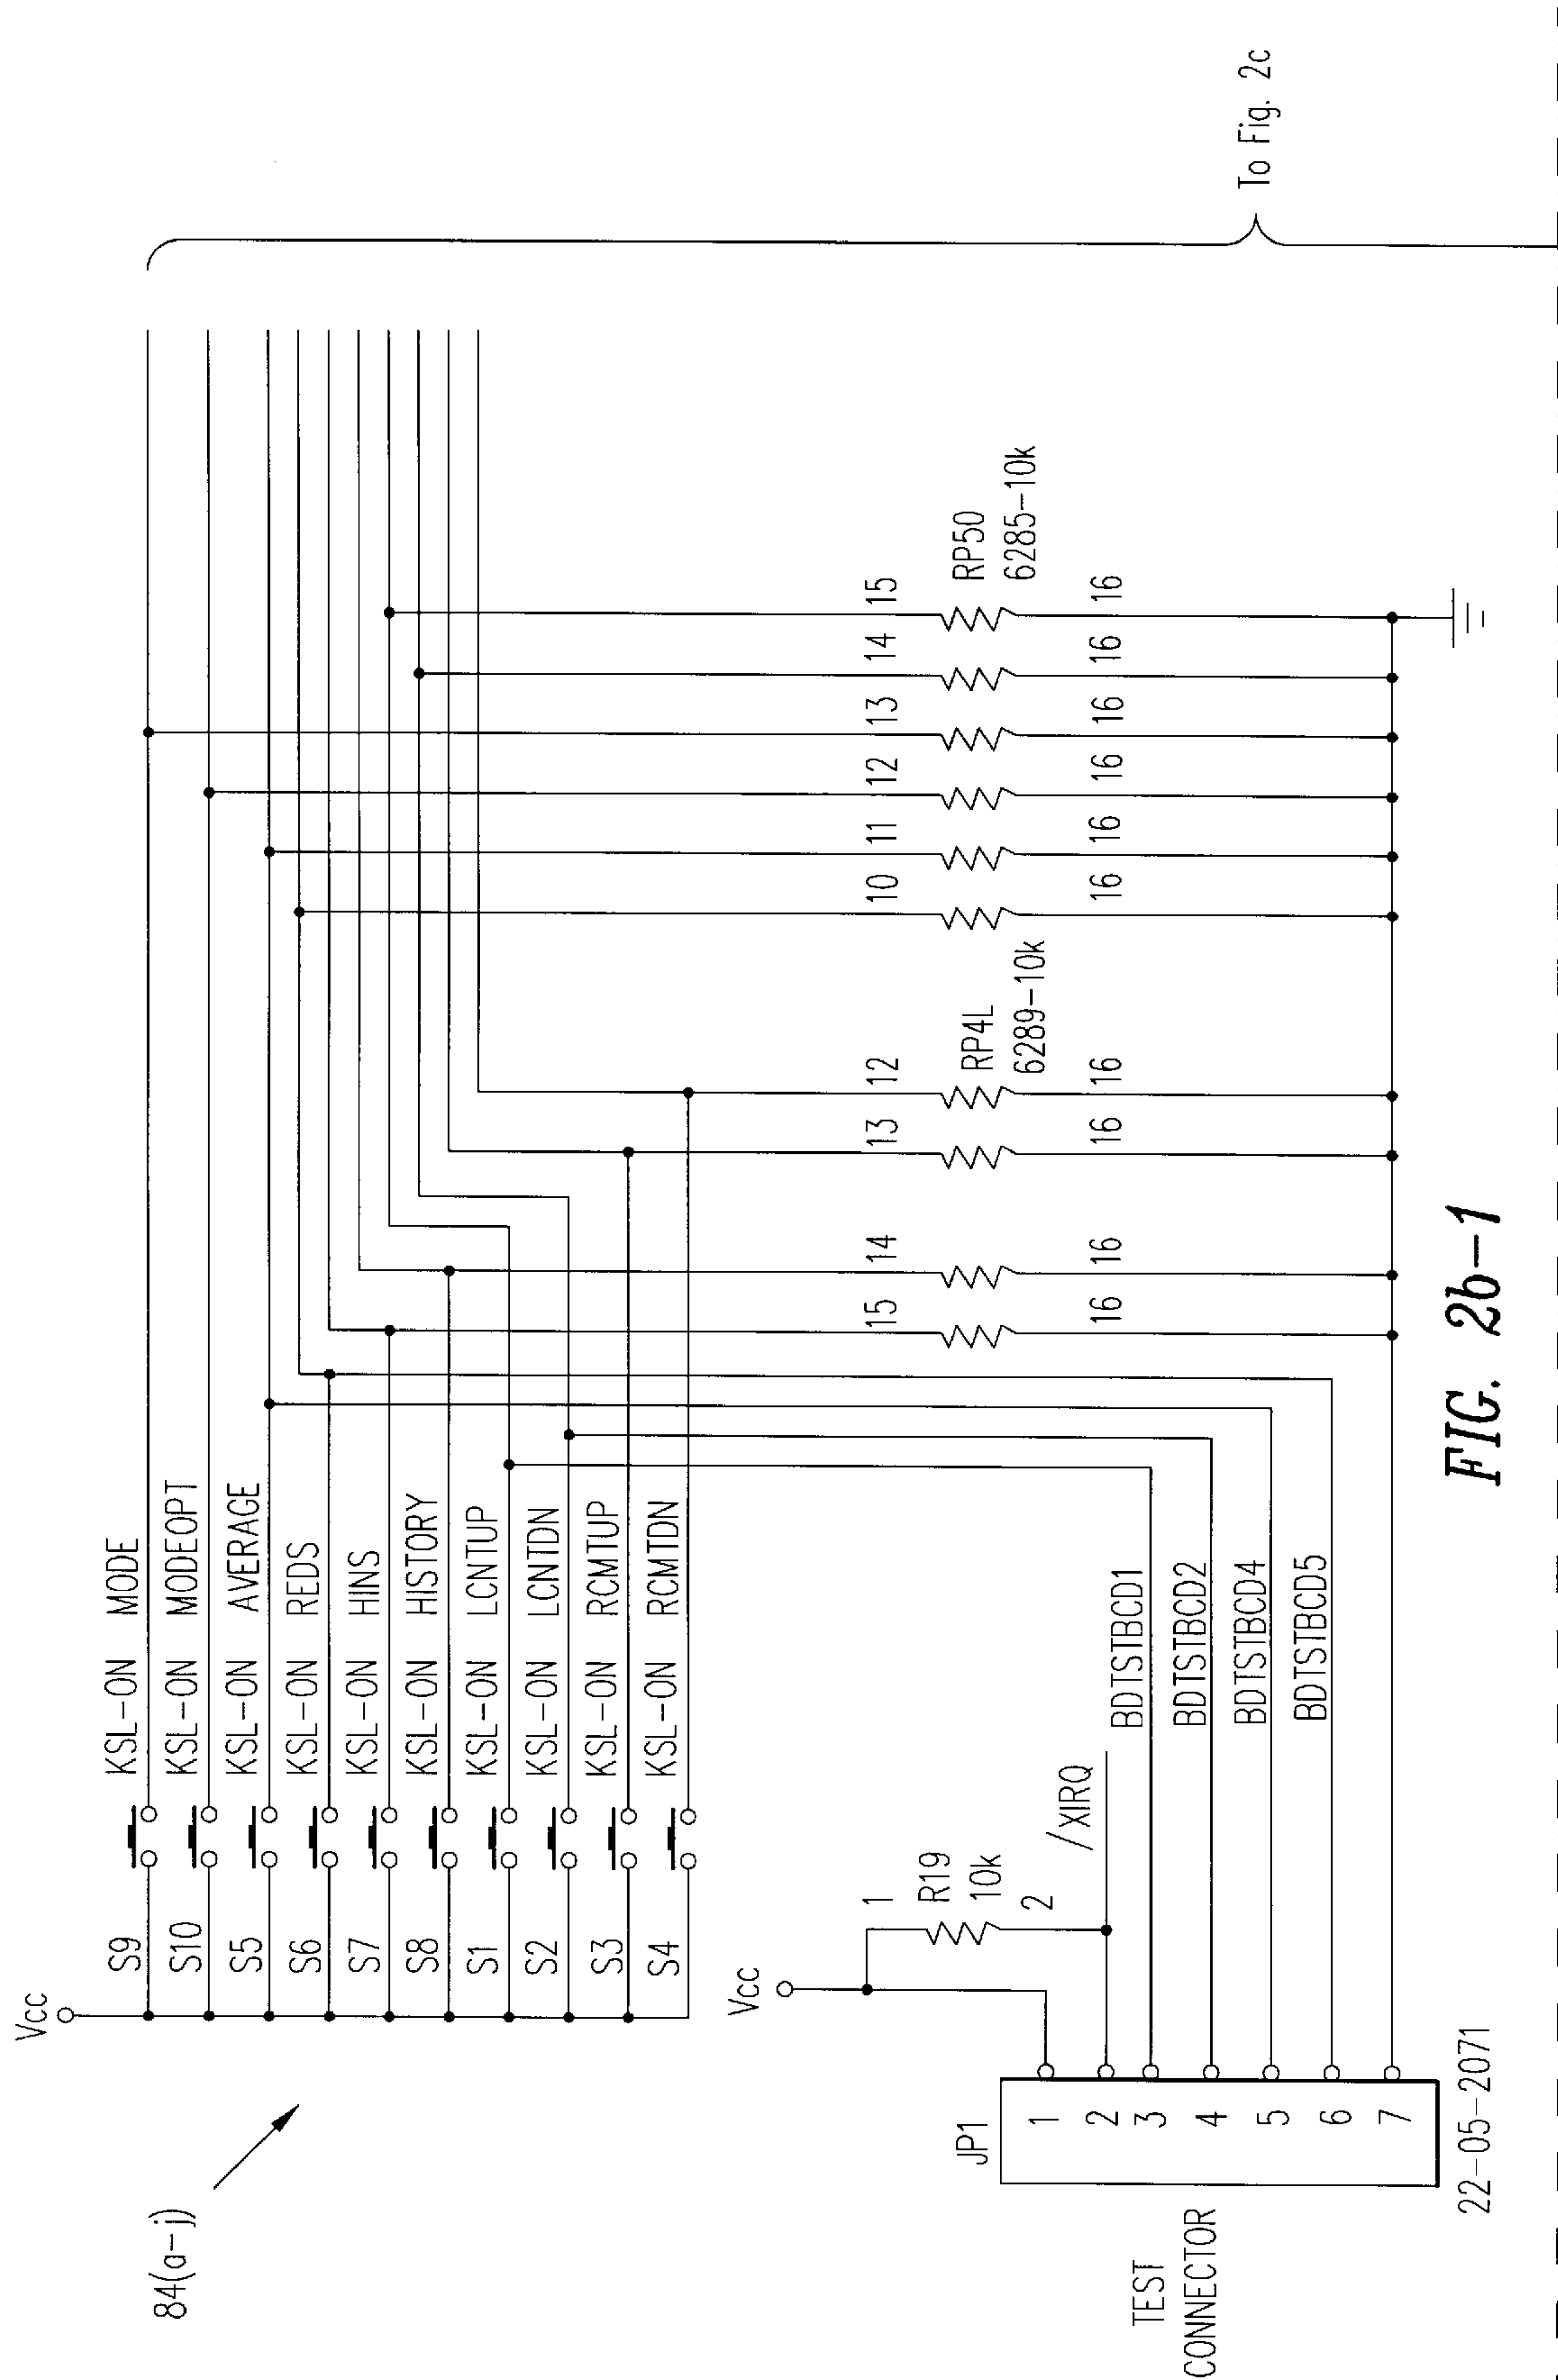 84(a-j)
Vcc
S9 KSL-ON MODE
S10 KSL-ON MODEOPT
S5 KSL-ON AVERAGE
S6 KSL-ON REDS
S7 KSL-ON HINS
S8 KSL-ON HISTORY
S1 KSL-ON LCNTUP
S2 KSL-ON LCNTDN
S3 KSL-ON RCMTUP
S4 KSL-ON RCMTDN
To Fig. 2c
Vcc
1
R19
10k
2
/XIRQ
15 14 13 12 10 11 12 13 14 15
RP4L
6289-10k
RP50
6285-10k
16 16 16 16 16 16 16 16 16 16
TEST
CONNECTOR
JP1
1
2
3 BDTSTBCD1
4 BDTSTBCD2
5 BDTSTBCD4
6 BDTSTBCD5
7
22-05-2071
FIG. 2b-1